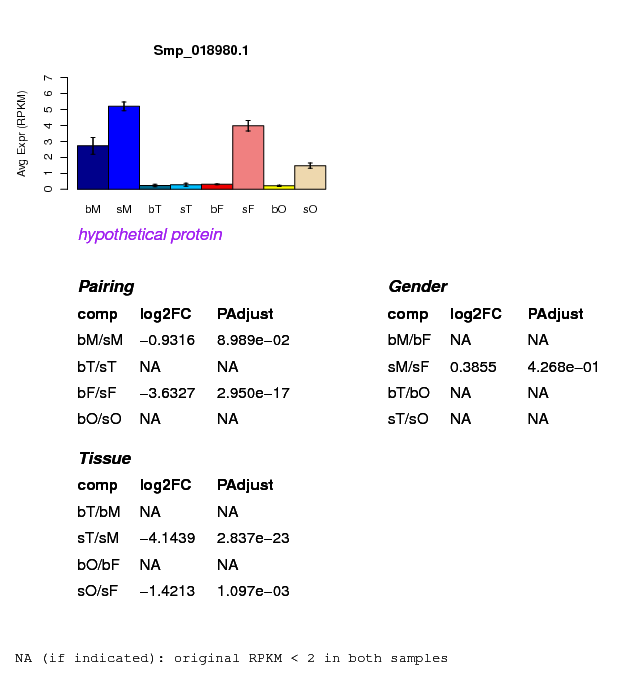 Smp_018980.1
Avg Expr (RPKM)
0 1 2 3 4 5 6 7
bM sM bT sT bF sF bO sO
hypothetical protein
Pairing
comp log2FC PAdjust
bM/sM −0.9316 8.989e−02
bT/sT NA NA
bF/sF −3.6327 2.950e−17
bO/sO NA NA
Gender
comp log2FC PAdjust
bM/bF NA NA
sM/sF 0.3855 4.268e−01
bT/bO NA NA
sT/sO NA NA
Tissue
comp log2FC PAdjust
bT/bM NA NA
sT/sM −4.1439 2.837e−23
bO/bF NA NA
sO/sF −1.4213 1.097e−03
NA (if indicated): original RPKM < 2 in both samples